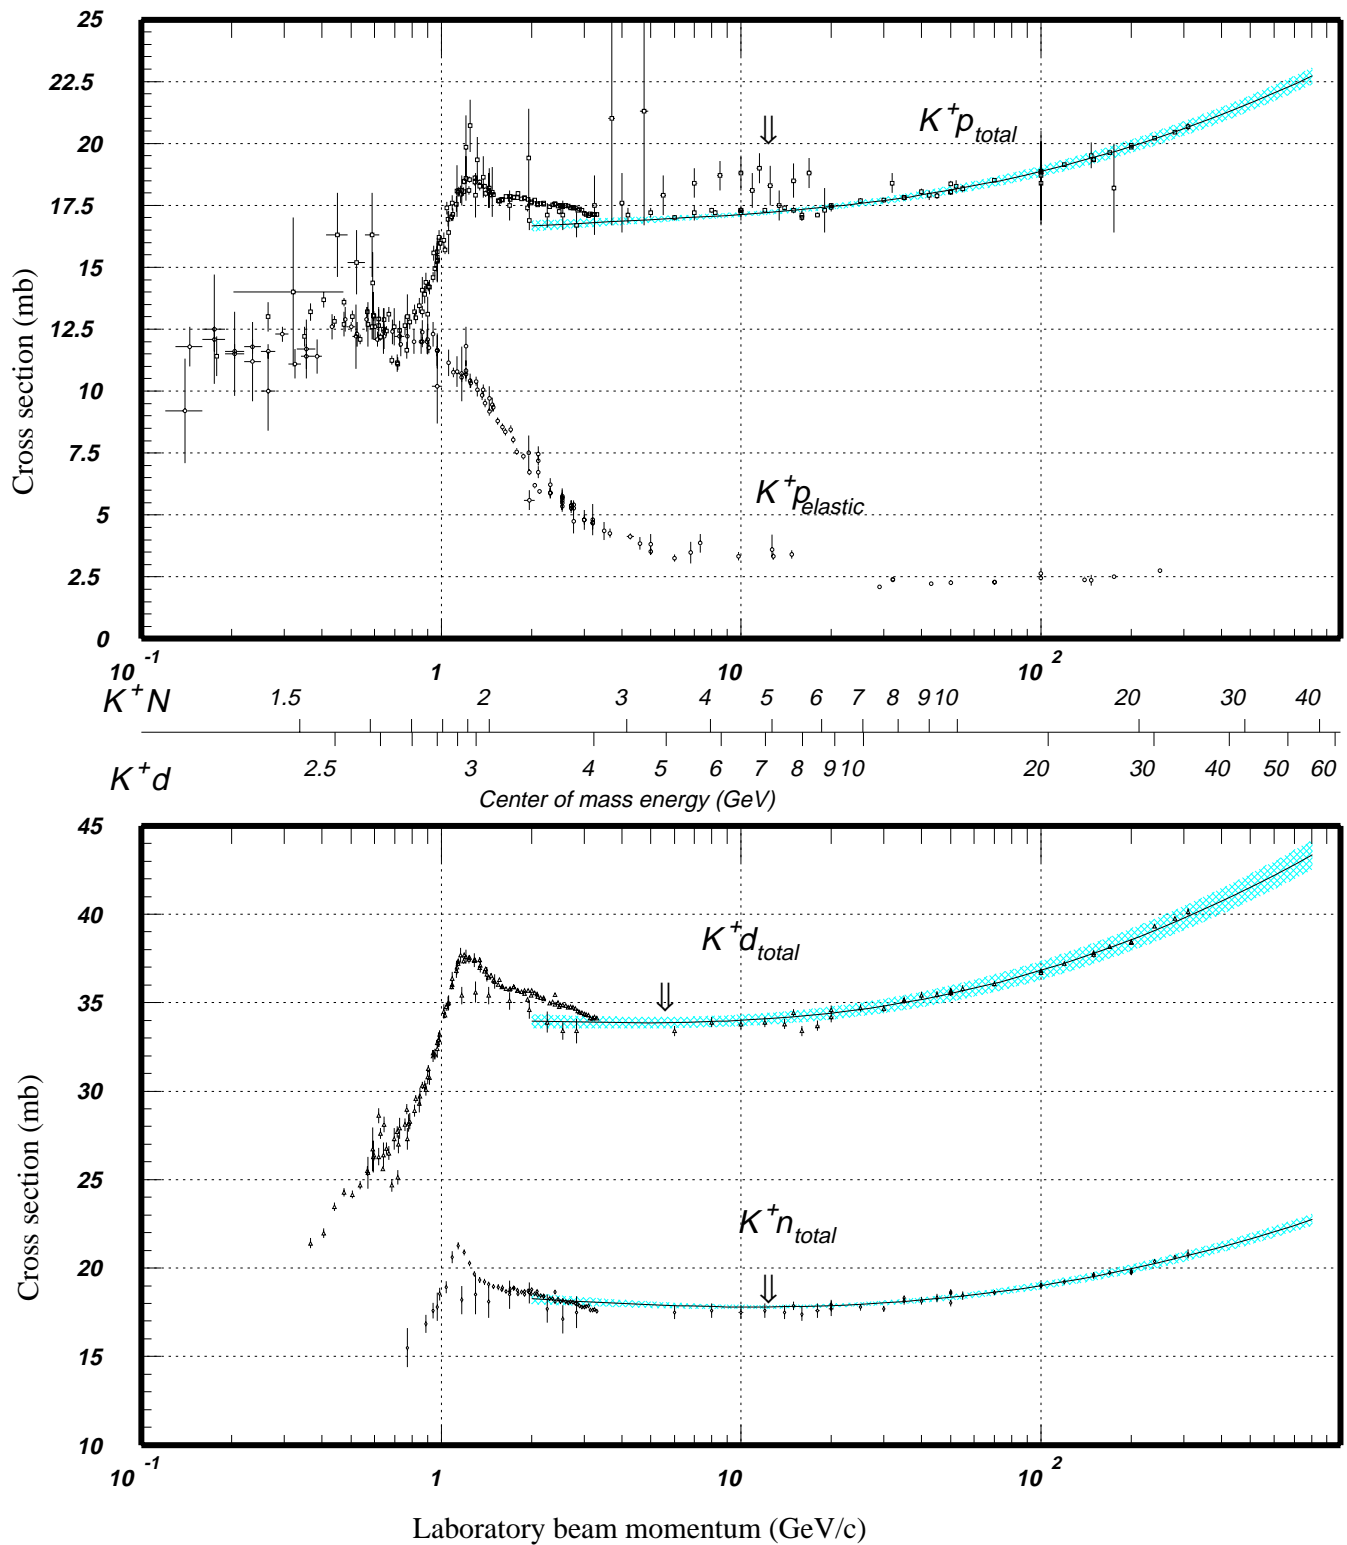 25
22.5
20
17.5
15
12.5
10
7.5
5
2.5
0
Cross section (mb)
⇓
K⁺p total
K⁺p elastic
10⁻¹ 1 10 10²
K⁺N 1.5 2 3 4 5 6 7 8 9 10 20 30 40
K⁺d 2.5 3 4 5 6 7 8 9 10 20 30 40 50 60
Center of mass energy (GeV)
45
40
35
30
25
20
15
10
Cross section (mb)
K⁺d total
⇓
K⁺n total
⇓
10⁻¹ 1 10 10²
Laboratory beam momentum (GeV/c)